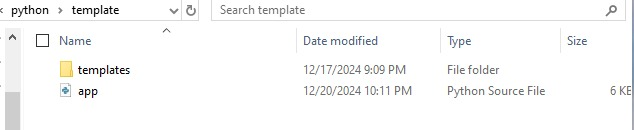 python > template
Search template
Name Date modified Type Size
templates 12/17/2024 9:09 PM File folder
app 12/20/2024 10:11 PM Python Source File 6 KB